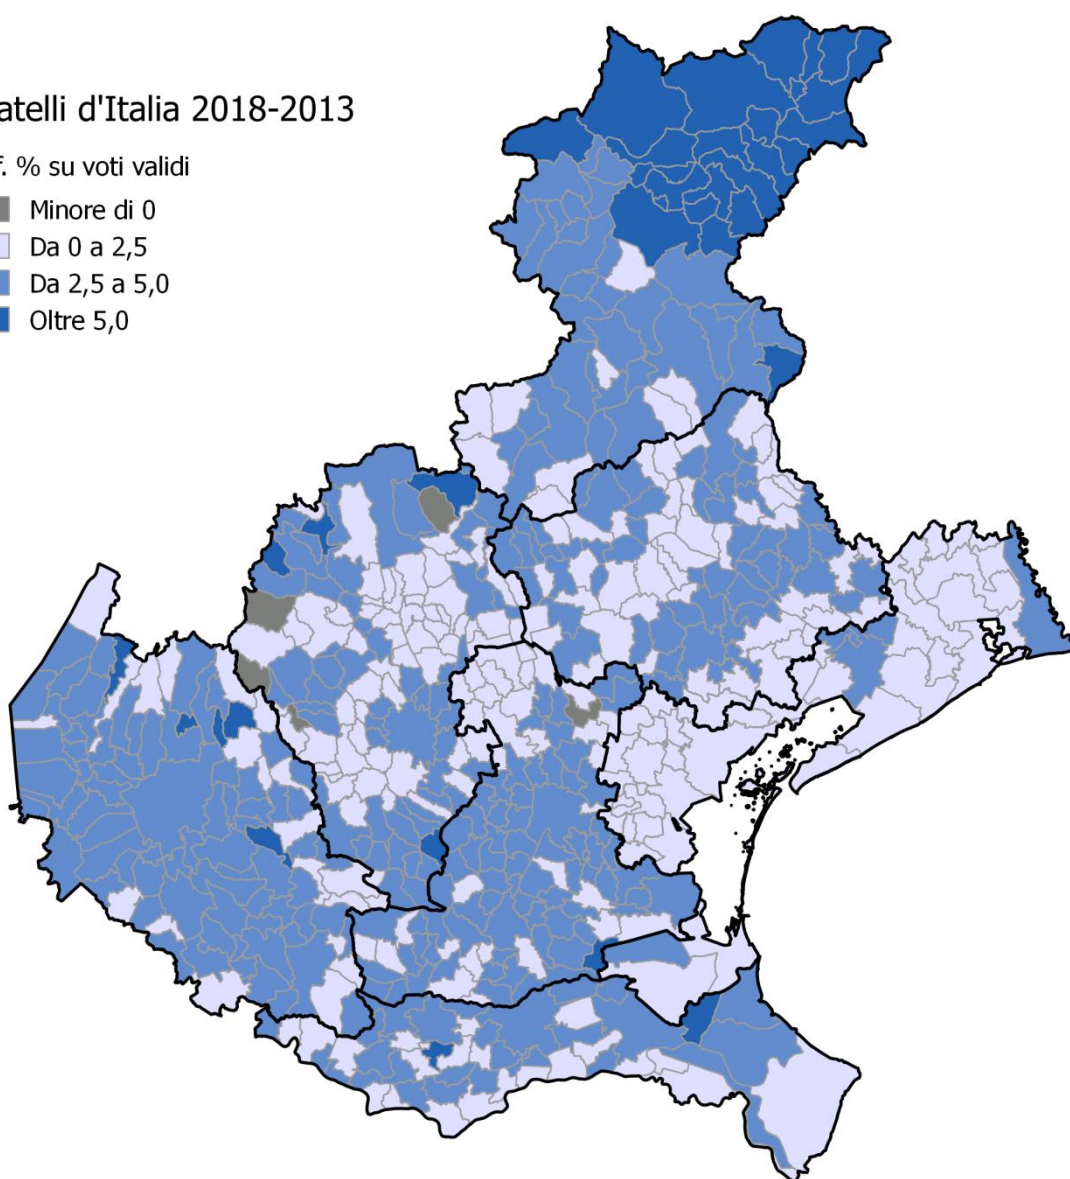 atelli d'Italia 2018-2013
f. % su voti validi
Minore di 0
Da 0 a 2,5
Da 2,5 a 5,0
Oltre 5,0